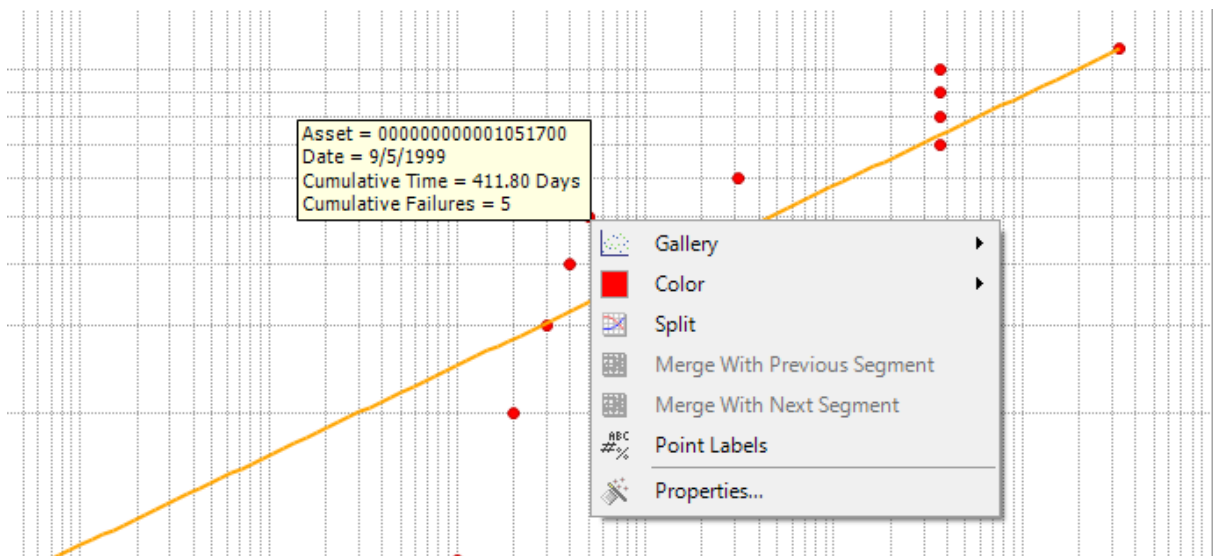 Asset = 000000000001051700
Date = 9/5/1999
Cumulative Time = 411.80 Days
Cumulative Failures = 5
Gallery
Color
Split
Merge With Previous Segment
Merge With Next Segment
ABC
#%
Point Labels
Properties...